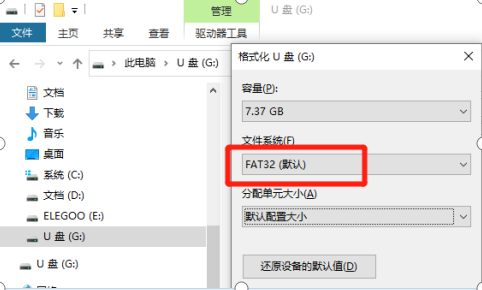 管理
U 盘 (G:)
文件
主页
共享
查看
驱动器工具
此电脑 > U 盘 (G:)
文档
下载
音乐
桌面
系统 (C:)
文档 (D:)
ELEGOO (E:)
U 盘 (G:)
U 盘 (G:)
格式化 U 盘 (G:)
容量(P):
7.37 GB
文件系统(F)
FAT32 (默认)
分配单元大小(A)
默认配置大小
还原设备的默认值(D)